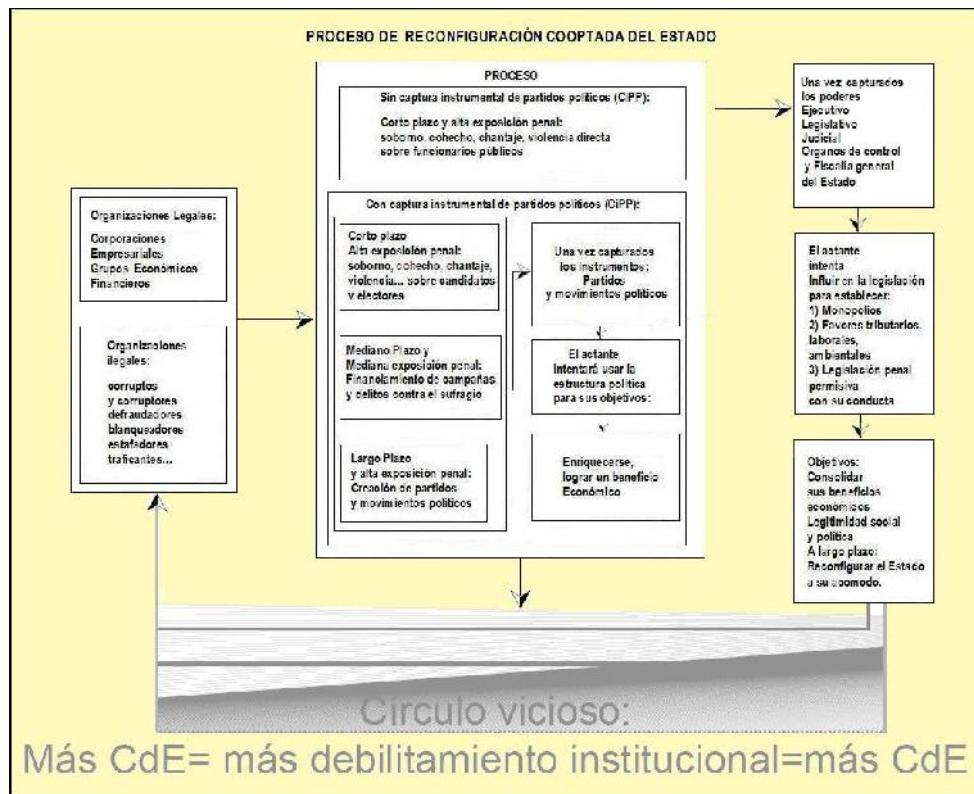 PROCESO DE RECONFIGURACIÓN COOPTADA DEL ESTADO
Organizaciones Legales:
Corporaciones
Empresariales
Grupos Económicos
Financieros
Organizaciones
ilegales:
corruptos
y corruptores
defraudadores
blanqueadores
estafadores
traficantes...
PROCESO
Sin captura instrumental de partidos políticos (CiPP):
Corto plazo y alta exposición penal:
soborno, cohecho, chantaje, violencia directa
sobre funcionarios públicos
Con captura instrumental de partidos políticos (CiPP):
Corto plazo
Alta exposición penal:
soborno, cohecho, chantaje,
violencia... sobre candidatos
y electores
Mediano Plazo y
Mediana exposición penal:
Financiamiento de campañas
y delitos contra el sufragio
Largo Plazo
y alta exposición penal:
Creación de partidos
y movimientos políticos
Una vez capturados
los instrumentos:
Partidos
y movimientos políticos
El actante
Intentará usar la
estructura política
para sus objetivos:
Enriquecerse,
lograr un beneficio
Económico
Una vez capturados
los poderes
Ejecutivo
Legislativo
Judicial
Organos de control
y Fiscalia general
del Estado
El actante
intenta
Influir en la legislación
para establecer:
1) Monopolios
2) Favores tributarios,
laborales,
ambientales
3) Legislación penal
permisiva
con su conducta
Objetivos:
Consolidar
sus beneficios
económicos
Legitimidad social
y política
A largo plazo:
Reconfigurar el Estado
a su acomodo.
Círculo vicioso:
Más CdE= más debilitamiento institucional=más CdE